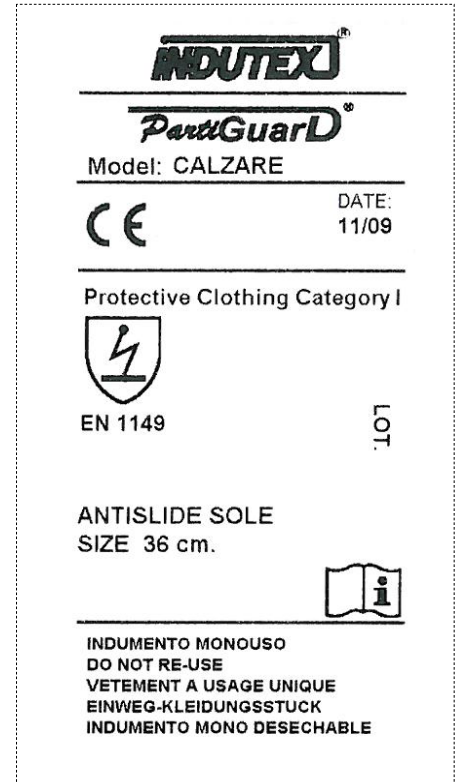 INDUTEX®
PartiGuarD®
Model: CALZARE
CE
DATE:
11/09
Protective Clothing Category I
EN 1149
LOT.
ANTISLIDE SOLE
SIZE 36 cm.
i
INDUMENTO MONOUSO
DO NOT RE-USE
VETEMENT A USAGE UNIQUE
EINWEG-KLEIDUNGSSTUCK
INDUMENTO MONO DESECHABLE